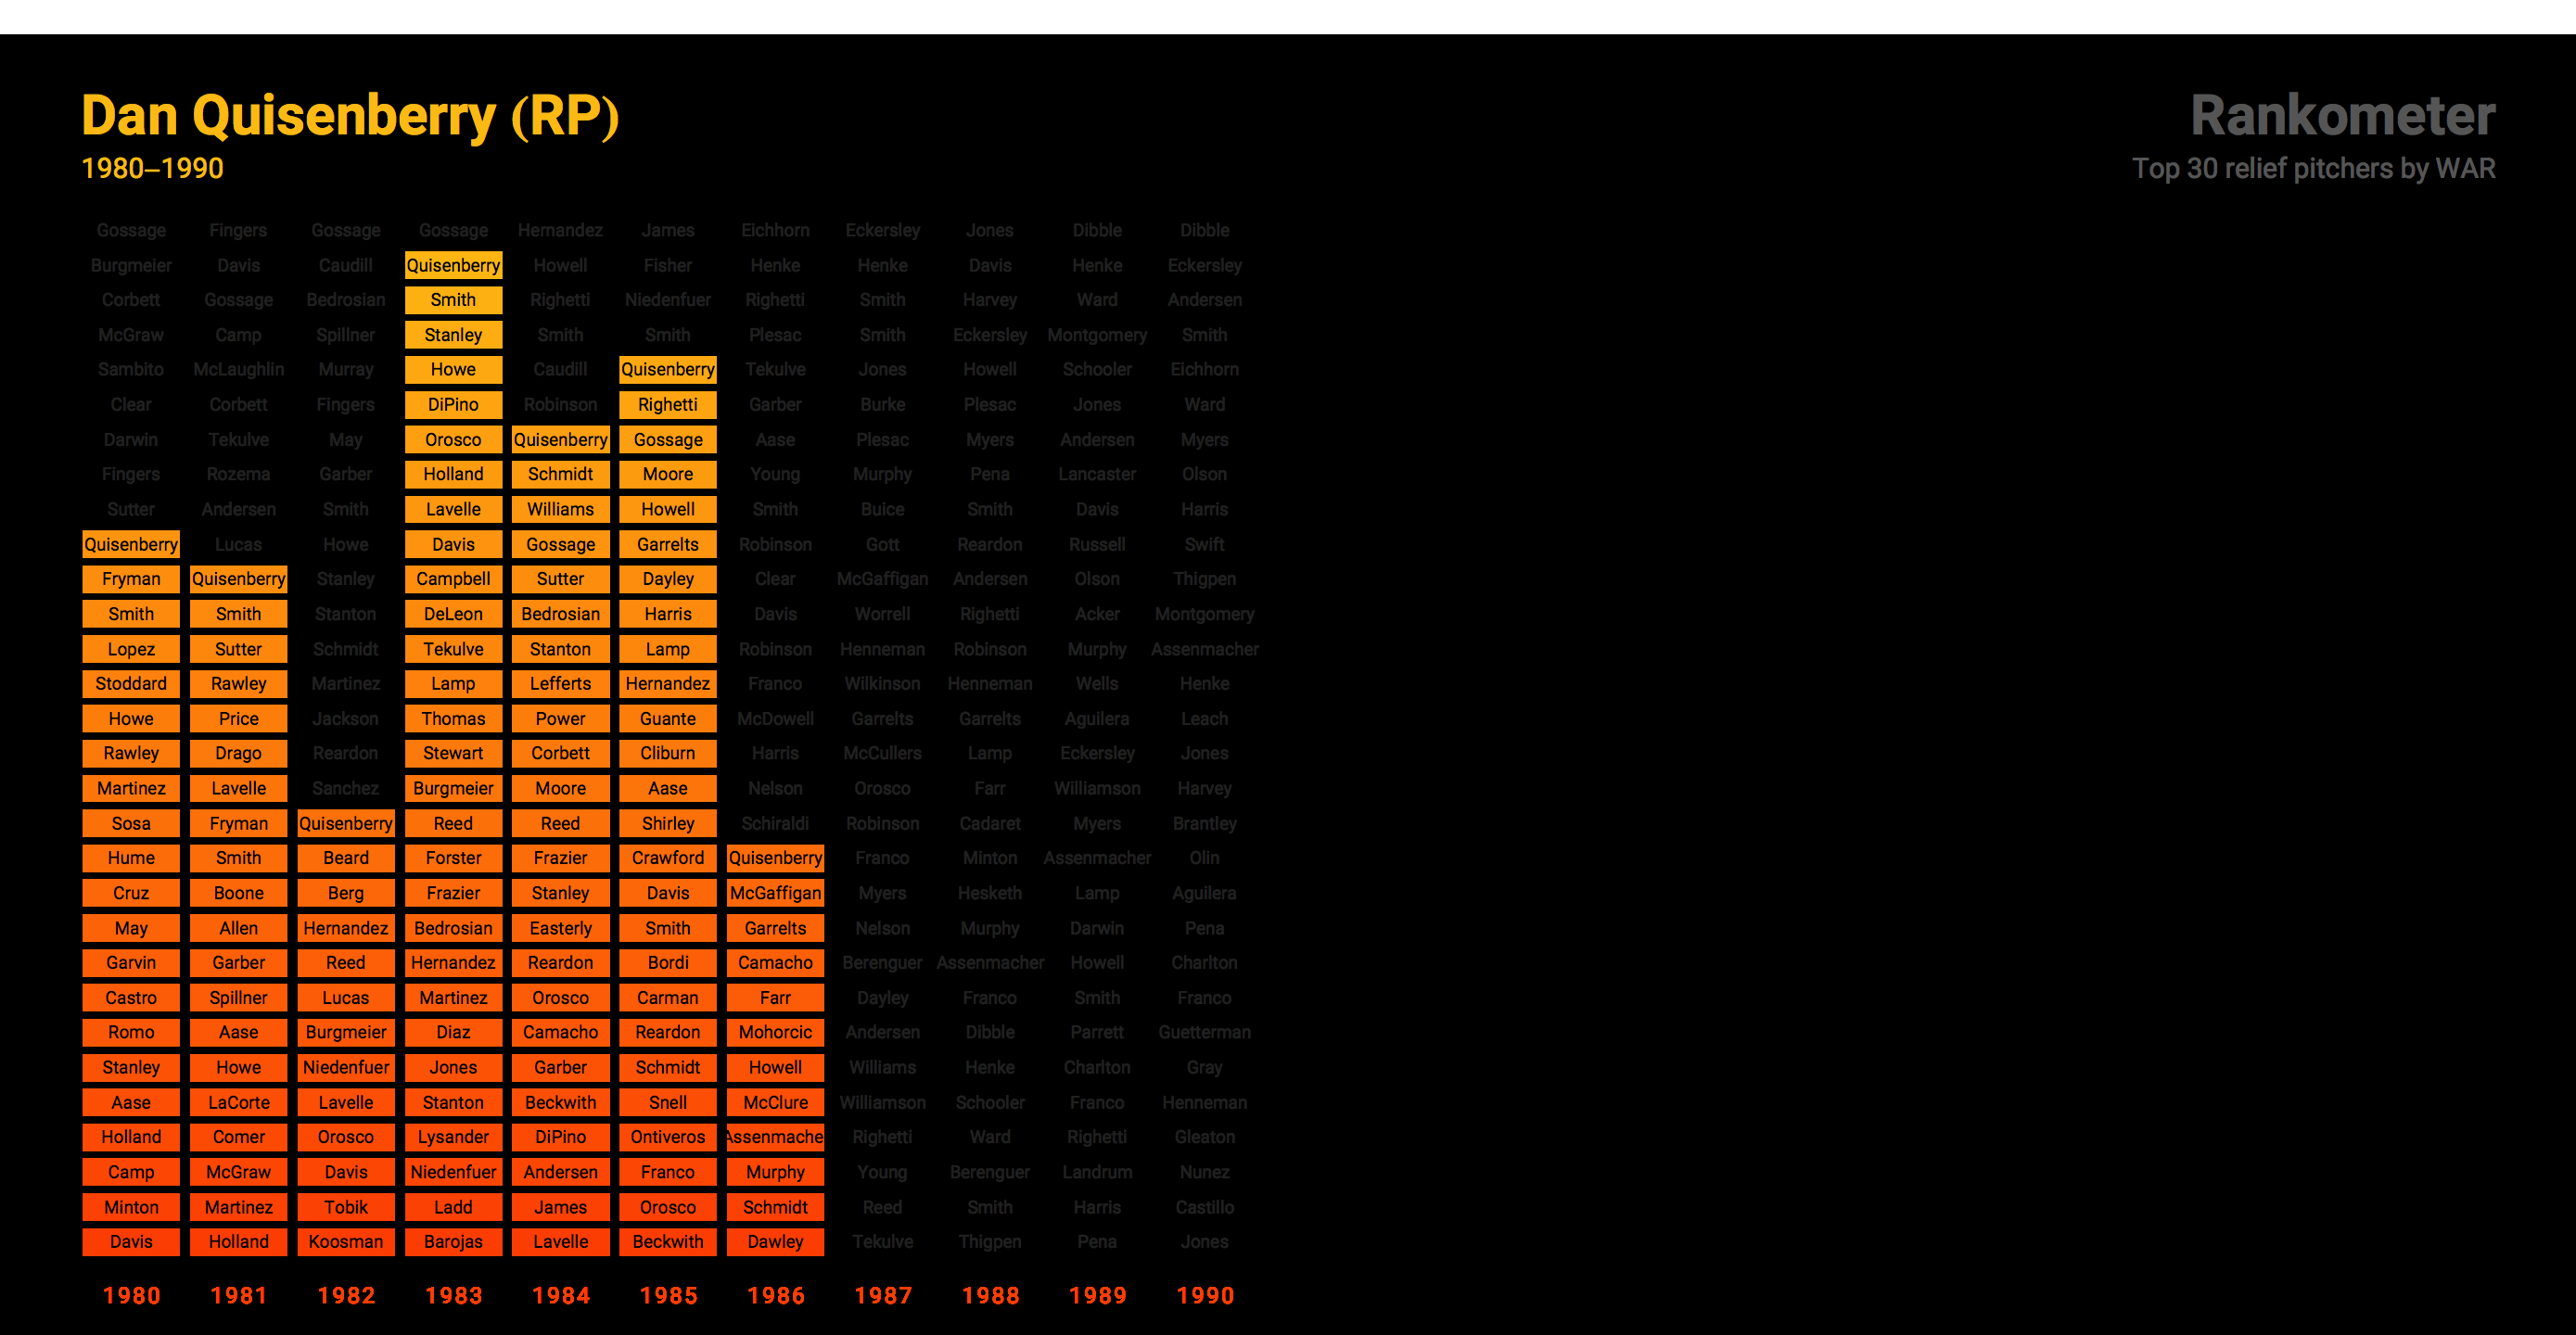 Dan Quisenberry (RP)
1980–1990
Rankometer
Top 30 relief pitchers by WAR
Gossage Fingers Gossage Gossage Hernandez James Eichhorn Eckersley Jones Dibble Dibble
Burgmeier Davis Caudill Quisenberry Howell Fisher Henke Henke Davis Henke Eckersley
Corbett Gossage Bedrosian Smith Righetti Niedenfuer Righetti Smith Harvey Ward Andersen
McGraw Camp Spillner Stanley Smith Smith Plesac Smith Eckersley Montgomery Smith
Sambito McLaughlin Murray Howe Caudill Quisenberry Tekulve Jones Howell Schooler Eichhorn
Clear Corbett Fingers DiPino Robinson Righetti Garber Burke Plesac Jones Ward
Darwin Tekulve May Orosco Quisenberry Gossage Aase Plesac Myers Andersen Myers
Fingers Rozema Garber Holland Schmidt Moore Young Murphy Pena Lancaster Olson
Sutter Andersen Smith Lavelle Williams Howell Smith Buice Smith Davis Harris
Quisenberry Lucas Howe Davis Gossage Garrelts Robinson Gott Reardon Russell Swift
Fryman Quisenberry Stanley Campbell Sutter Dayley Clear McGaffigan Andersen Olson Thigpen
Smith Smith Stanton DeLeon Bedrosian Harris Davis Worrell Righetti Acker Montgomery
Lopez Sutter Schmidt Tekulve Stanton Lamp Robinson Henneman Robinson Murphy Assenmacher
Stoddard Rawley Martinez Lamp Lefferts Hernandez Franco Wilkinson Henneman Wells Henke
Howe Price Jackson Thomas Power Guante McDowell Garrelts Garrelts Aguilera Leach
Rawley Drago Reardon Stewart Corbett Cliburn Harris McCullers Lamp Eckersley Jones
Martinez Lavelle Sanchez Burgmeier Moore Aase Nelson Orosco Farr Williamson Harvey
Sosa Fryman Quisenberry Reed Reed Shirley Schiraldi Robinson Cadaret Myers Brantley
Hume Smith Beard Forster Frazier Crawford Quisenberry Franco Minton Assenmacher Olin
Cruz Boone Berg Frazier Stanley Davis McGaffigan Myers Hesketh Lamp Aguilera
May Allen Hernandez Bedrosian Easterly Smith Garrelts Nelson Murphy Darwin Pena
Garvin Garber Reed Hernandez Reardon Bordi Camacho Berenguer Assenmacher Howell Charlton
Castro Spillner Lucas Martinez Orosco Carman Farr Dayley Franco Smith Franco
Romo Aase Burgmeier Diaz Camacho Reardon Mohorcic Andersen Dibble Parrett Guetterman
Stanley Howe Niedenfuer Jones Garber Schmidt Howell Williams Henke Charlton Gray
Aase LaCorte Lavelle Stanton Beckwith Snell McClure Williamson Schooler Franco Henneman
Holland Comer Orosco Lysander DiPino Ontiveros Assenmache Righetti Ward Righetti Gleaton
Camp McGraw Davis Niedenfuer Andersen Franco Murphy Young Berenguer Landrum Nunez
Minton Martinez Tobik Ladd James Orosco Schmidt Reed Smith Harris Castillo
Davis Holland Koosman Barojas Lavelle Beckwith Dawley Tekulve Thigpen Pena Jones
1980 1981 1982 1983 1984 1985 1986 1987 1988 1989 1990